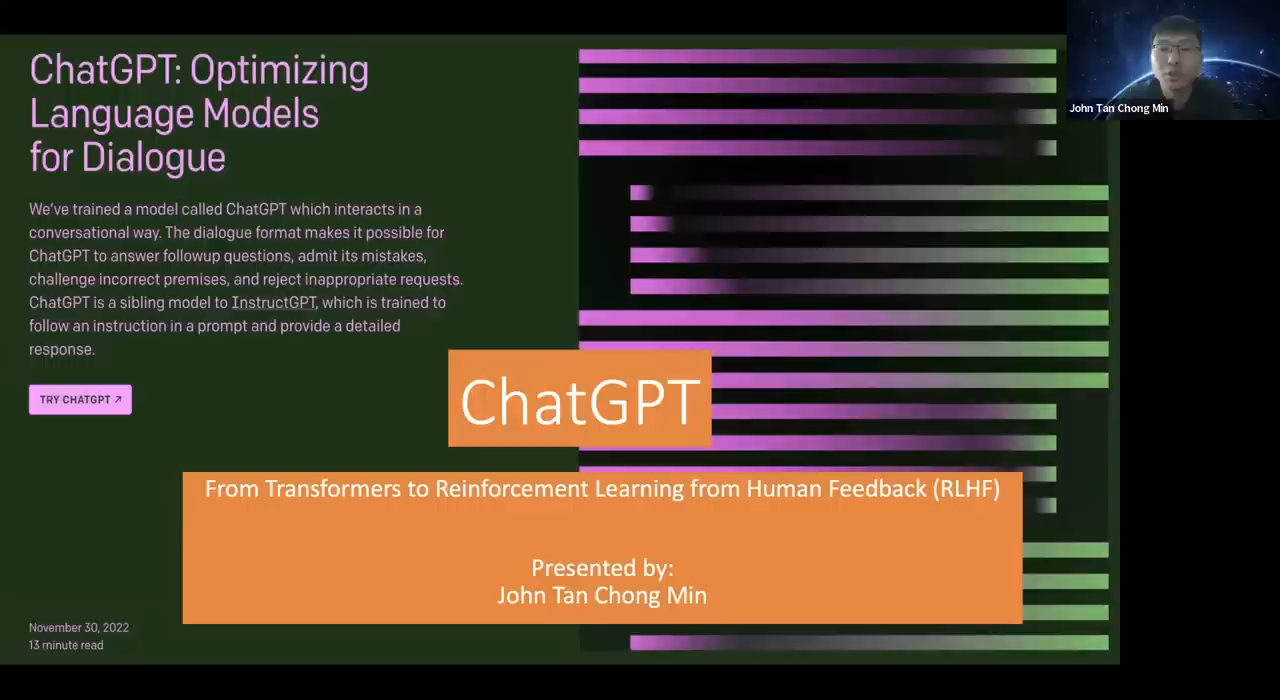 ChatGPT: Optimizing
Language Models
for Dialogue
We've trained a model called ChatGPT which interacts in a
conversational way. The dialogue format makes it possible for
ChatGPT to answer followup questions, admit its mistakes,
challenge incorrect premises, and reject inappropriate requests.
ChatGPT is a sibling model to InstructGPT, which is trained to
follow an instruction in a prompt and provide a detailed
response.
TRY CHATGPT ↗
ChatGPT
From Transformers to Reinforcement Learning from Human Feedback (RLHF)
Presented by:
John Tan Chong Min
November 30, 2022
13 minute read
John Tan Chong Min